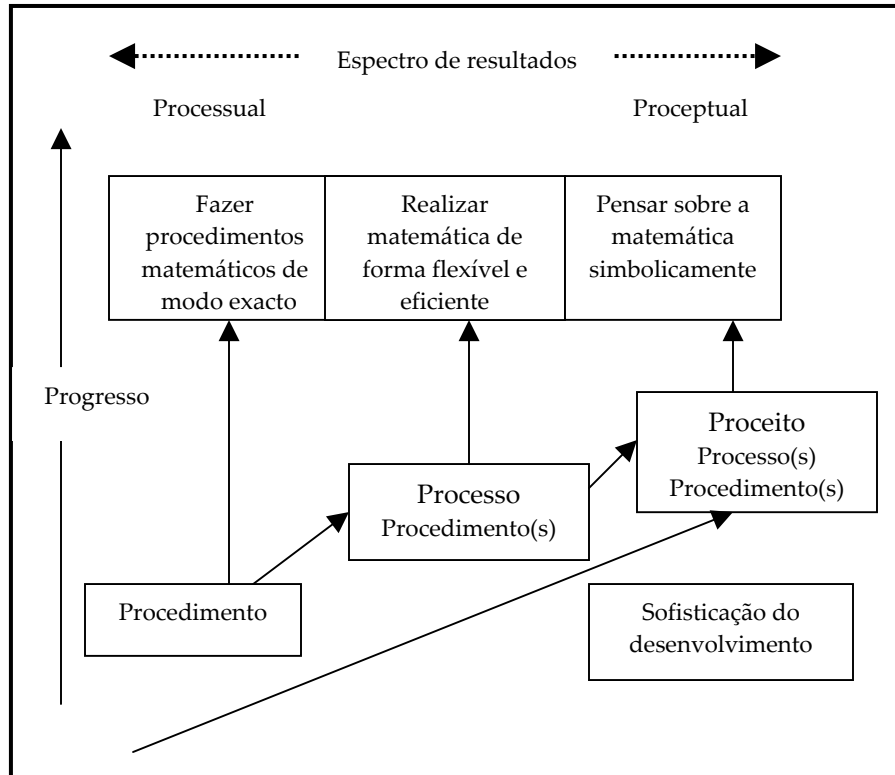 Espectro de resultados
Processual
Proceptual
Fazer
procedimentos
matemáticos de
modo exacto
Realizar
matemática de
forma flexível e
eficiente
Pensar sobre a
matemática
simbolicamente
Progresso
Proceito
Processo(s)
Procedimento(s)
Processo
Procedimento(s)
Procedimento
Sofisticação do
desenvolvimento